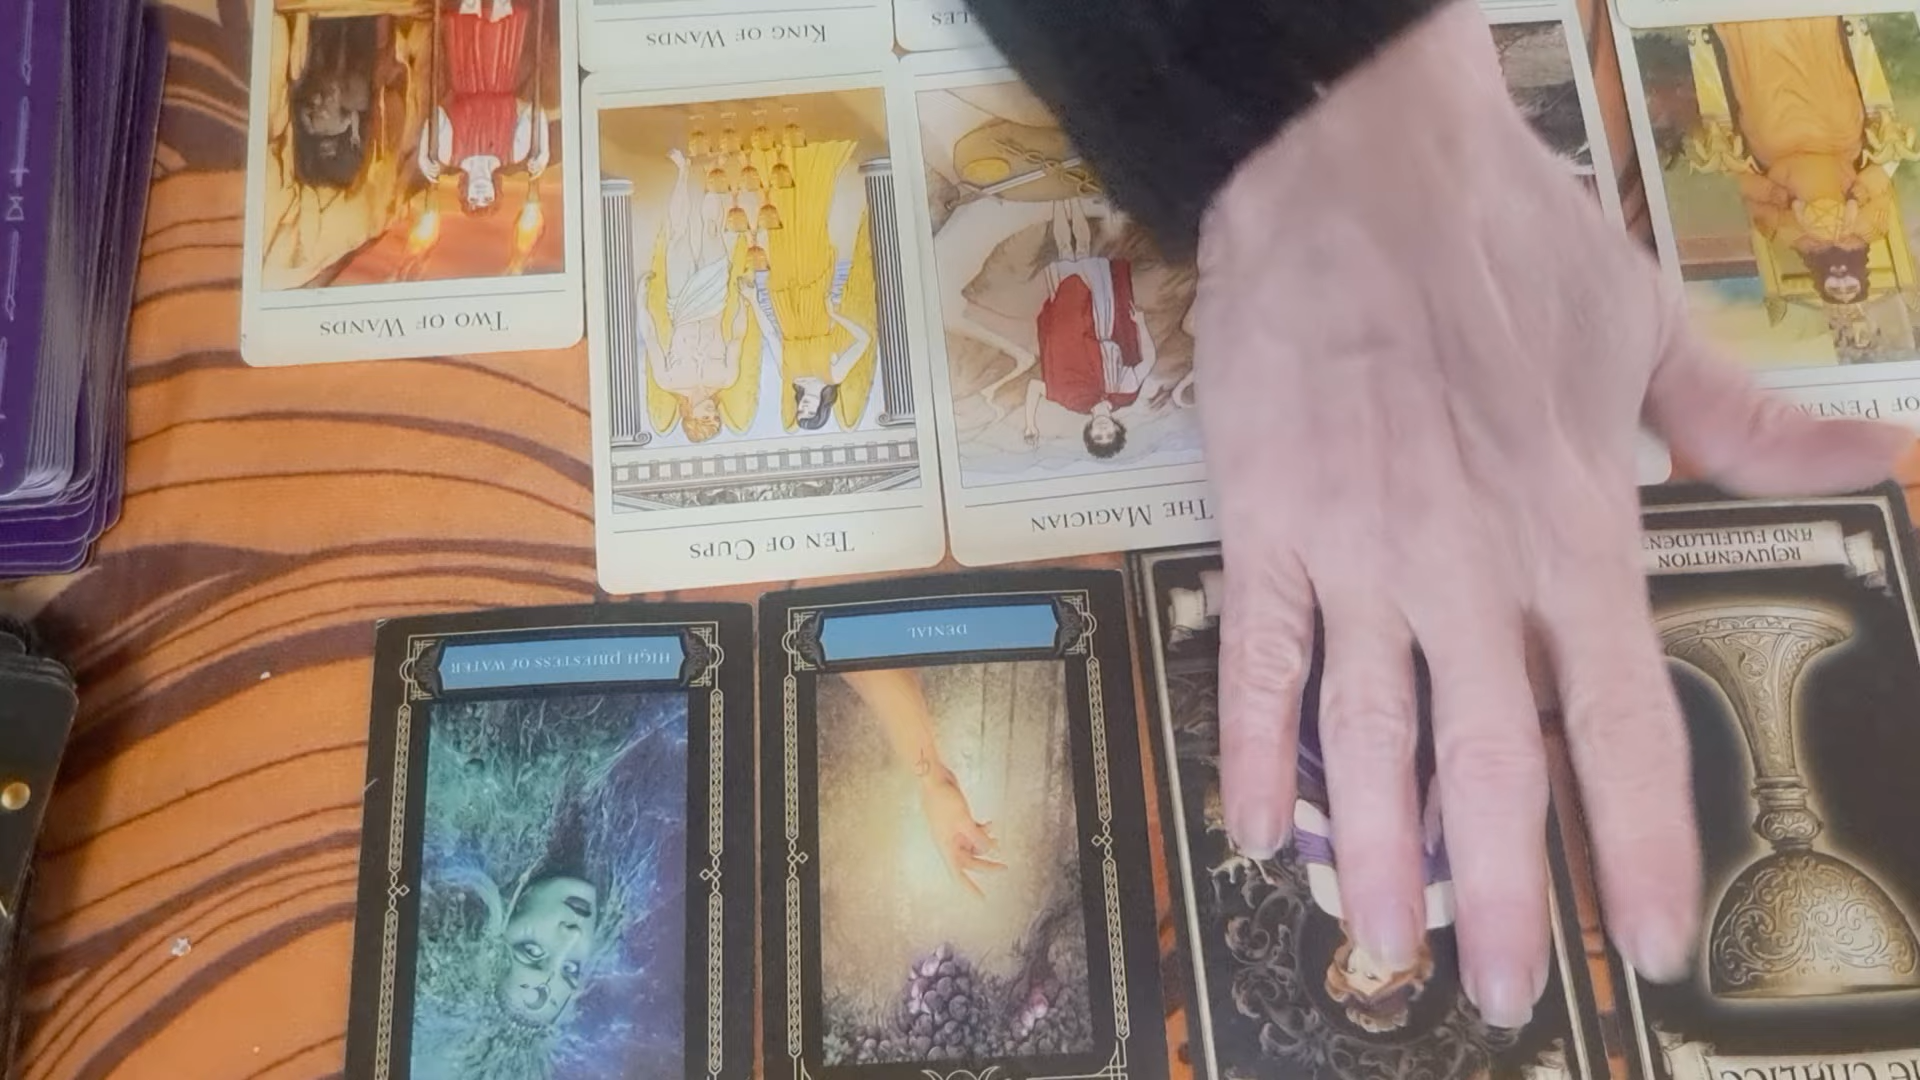 KING OF WANDS
TWO OF WANDS
TEN OF CUPS
THE MAGICIAN
HIGH PRIESTESS OF WATER
DENIAL
REJUVENATION
AND FULFILLMENT
CHALICE